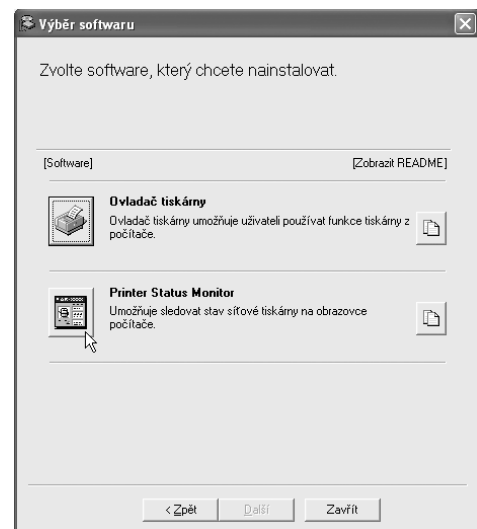 Výběr softwaru
Zvolte software, který chcete nainstalovat.
[Software] [Zobrazit README]
Ovladač tiskárny
Ovladač tiskárny umožňuje uživateli používat funkce tiskárny z
počítače.
Printer Status Monitor
Umožňuje sledovat stav síťové tiskárny na obrazovce
počítače.
< Zpět Další Zavřít